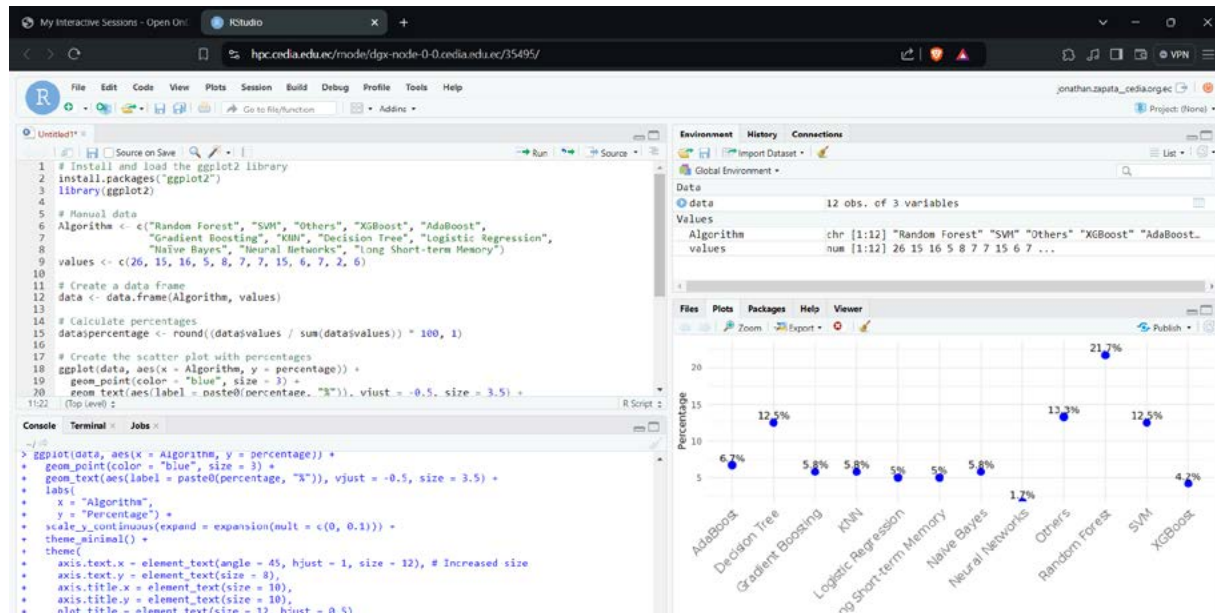 My Interactive Sessions - Open On
RStudio
hpc.cedia.edu.ec/rnode/dgx-node-0-0.cedia.edu.ec/35495/
VPN
File Edit Code View Plots Session Build Debug Profile Tools Help
jonathan.zapata_cedia.org.ec
Go to file/function
Addins
Project: (None)
Untitled1*
Source on Save
Run
Source
1 # Install and load the ggplot2 library
2 install.packages("ggplot2")
3 library(ggplot2)
4
5 # Manual data
6 Algorithm <- c("Random Forest", "SVM", "Others", "XGBoost", "AdaBoost",
7 "Gradient Boosting", "KNN", "Decision Tree", "Logistic Regression",
8 "Naïve Bayes", "Neural Networks", "Long Short-term Memory")
9 values <- c(26, 15, 16, 5, 8, 7, 7, 15, 6, 7, 2, 6)
10
11 # Create a data frame
12 data <- data.frame(Algorithm, values)
13
14 # Calculate percentages
15 data$percentage <- round((data$values / sum(data$values)) * 100, 1)
16
17 # Create the scatter plot with percentages
18 ggplot(data, aes(x = Algorithm, y = percentage)) +
19 geom_point(color = "blue", size = 3) +
20 geom_text(aes(label = paste0(percentage, "%")), vjust = -0.5, size = 3.5) +
11:22 (Top Level) R Script
Console Terminal Jobs
~/
> ggplot(data, aes(x = Algorithm, y = percentage)) +
+ geom_point(color = "blue", size = 3) +
+ geom_text(aes(label = paste0(percentage, "%")), vjust = -0.5, size = 3.5) +
+ labs(
+ x = "Algorithm",
+ y = "Percentage") +
+ scale_y_continuous(expand = expansion(mult = c(0, 0.1))) +
+ theme_minimal() +
+ theme(
+ axis.text.x = element_text(angle = 45, hjust = 1, size = 12), # Increased size
+ axis.text.y = element_text(size = 8),
+ axis.title.x = element_text(size = 10),
+ axis.title.y = element_text(size = 10),
+ plot.title = element_text(size = 12, hjust = 0.5)
Environment History Connections
Import Dataset
List
Global Environment
Data
data 12 obs. of 3 variables
Values
Algorithm chr [1:12] "Random Forest" "SVM" "Others" "XGBoost" "AdaBoost…
values num [1:12] 26 15 16 5 8 7 7 15 6 7 ...
Files Plots Packages Help Viewer
Zoom Export Publish
Percentage
20
15
10
5
6.7%
12.5%
5.8%
5.8%
5%
5%
5.8%
1.7%
13.3%
21.7%
12.5%
4.2%
AdaBoost
Decision Tree
Gradient Boosting
KNN
Logistic Regression
ng Short-term Memory
Naïve Bayes
Neural Networks
Others
Random Forest
SVM
XGBoost